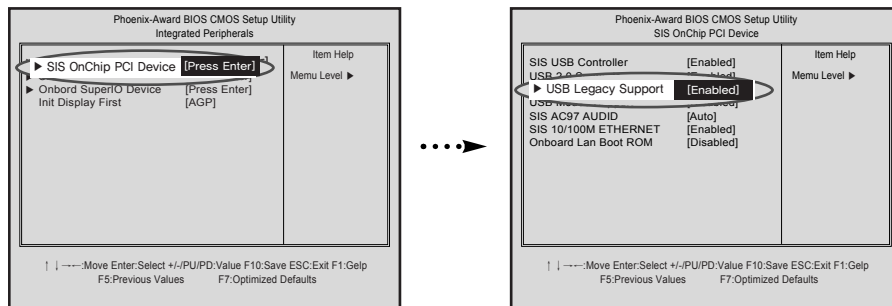 Phoenix-Award BIOS CMOS Setup Utility
Integrated Peripherals
▶ SIS OnChip PCI Device [Press Enter]
▶ Onbord SuperIO Device [Press Enter]
Init Display First [AGP]
Item Help
Memu Level ▶
↑ ↓ →←:Move Enter:Select +/-/PU/PD:Value F10:Save ESC:Exit F1:Gelp
F5:Previous Values F7:Optimized Defaults
Phoenix-Award BIOS CMOS Setup Utility
SIS OnChip PCI Device
SIS USB Controller [Enabled]
USB 2.0
▶ USB Legacy Support [Enabled]
USB
SIS AC97 AUDID [Auto]
SIS 10/100M ETHERNET [Enabled]
Onboard Lan Boot ROM [Disabled]
Item Help
Memu Level ▶
↑ ↓ →←:Move Enter:Select +/-/PU/PD:Value F10:Save ESC:Exit F1:Gelp
F5:Previous Values F7:Optimized Defaults